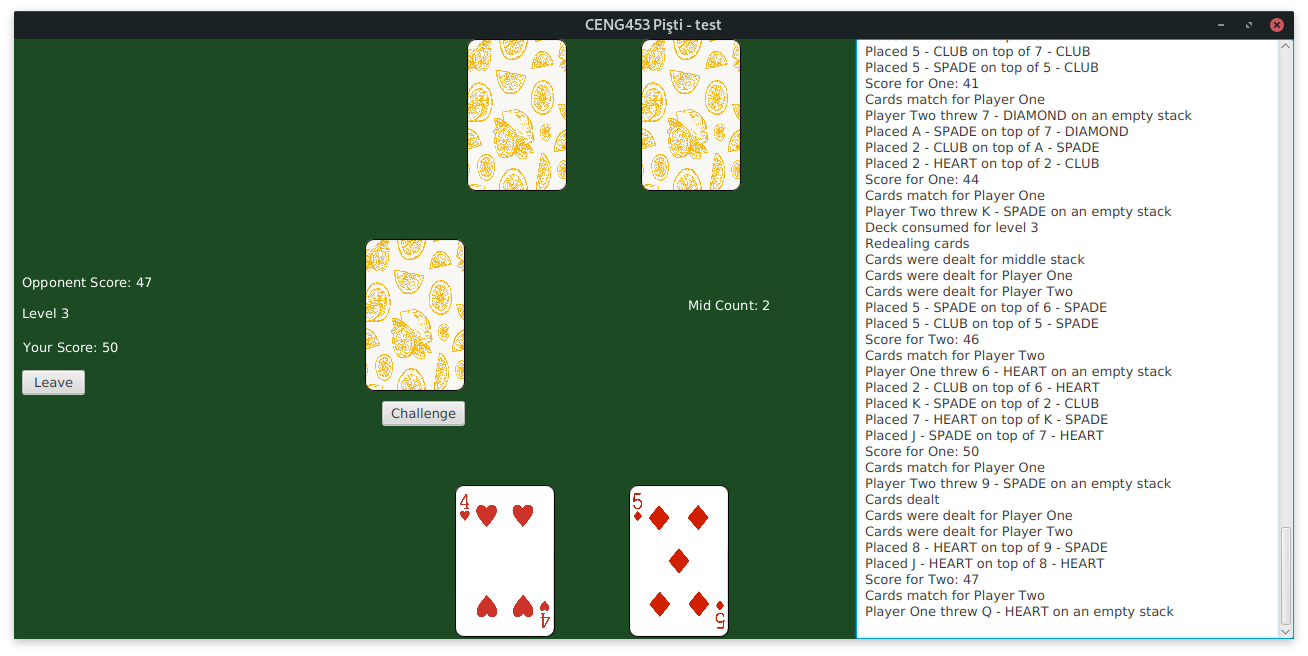 CENG453 Pişti - test
Opponent Score: 47
Level 3
Your Score: 50
Leave
Mid Count: 2
Challenge
4
4
5
5
Placed 5 - CLUB on top of 7 - CLUB
Placed 5 - SPADE on top of 5 - CLUB
Score for One: 41
Cards match for Player One
Player Two threw 7 - DIAMOND on an empty stack
Placed A - SPADE on top of 7 - DIAMOND
Placed 2 - CLUB on top of A - SPADE
Placed 2 - HEART on top of 2 - CLUB
Score for One: 44
Cards match for Player One
Player Two threw K - SPADE on an empty stack
Deck consumed for level 3
Redealing cards
Cards were dealt for middle stack
Cards were dealt for Player One
Cards were dealt for Player Two
Placed 5 - SPADE on top of 6 - SPADE
Placed 5 - CLUB on top of 5 - SPADE
Score for Two: 46
Cards match for Player Two
Player One threw 6 - HEART on an empty stack
Placed 2 - CLUB on top of 6 - HEART
Placed K - SPADE on top of 2 - CLUB
Placed 7 - HEART on top of K - SPADE
Placed J - SPADE on top of 7 - HEART
Score for One: 50
Cards match for Player One
Player Two threw 9 - SPADE on an empty stack
Cards dealt
Cards were dealt for Player One
Cards were dealt for Player Two
Placed 8 - HEART on top of 9 - SPADE
Placed J - HEART on top of 8 - HEART
Score for Two: 47
Cards match for Player Two
Player One threw Q - HEART on an empty stack